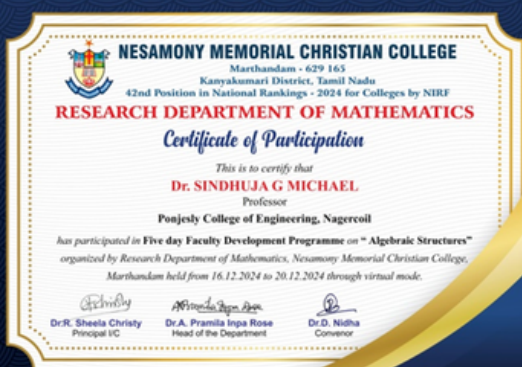 NESAMONY MEMORIAL CHRISTIAN COLLEGE
Marthandam - 629 165
Kanyakumari District, Tamil Nadu
42nd Position in National Rankings - 2024 for Colleges by NIRF
RESEARCH DEPARTMENT OF MATHEMATICS
Certificate of Participation
This is to certify that
Dr. SINDHUJA G MICHAEL
Professor
Ponjesly College of Engineering, Nagercoil
has participated in Five day Faculty Development Programme on “ Algebraic Structures”
organized by Research Department of Mathematics, Nesamony Memorial Christian College,
Marthandam held from 16.12.2024 to 20.12.2024 through virtual mode.
Dr.R. Sheela Christy
Principal I/C
Dr.A. Pramila Inpa Rose
Head of the Department
Dr.D. Nidha
Convenor